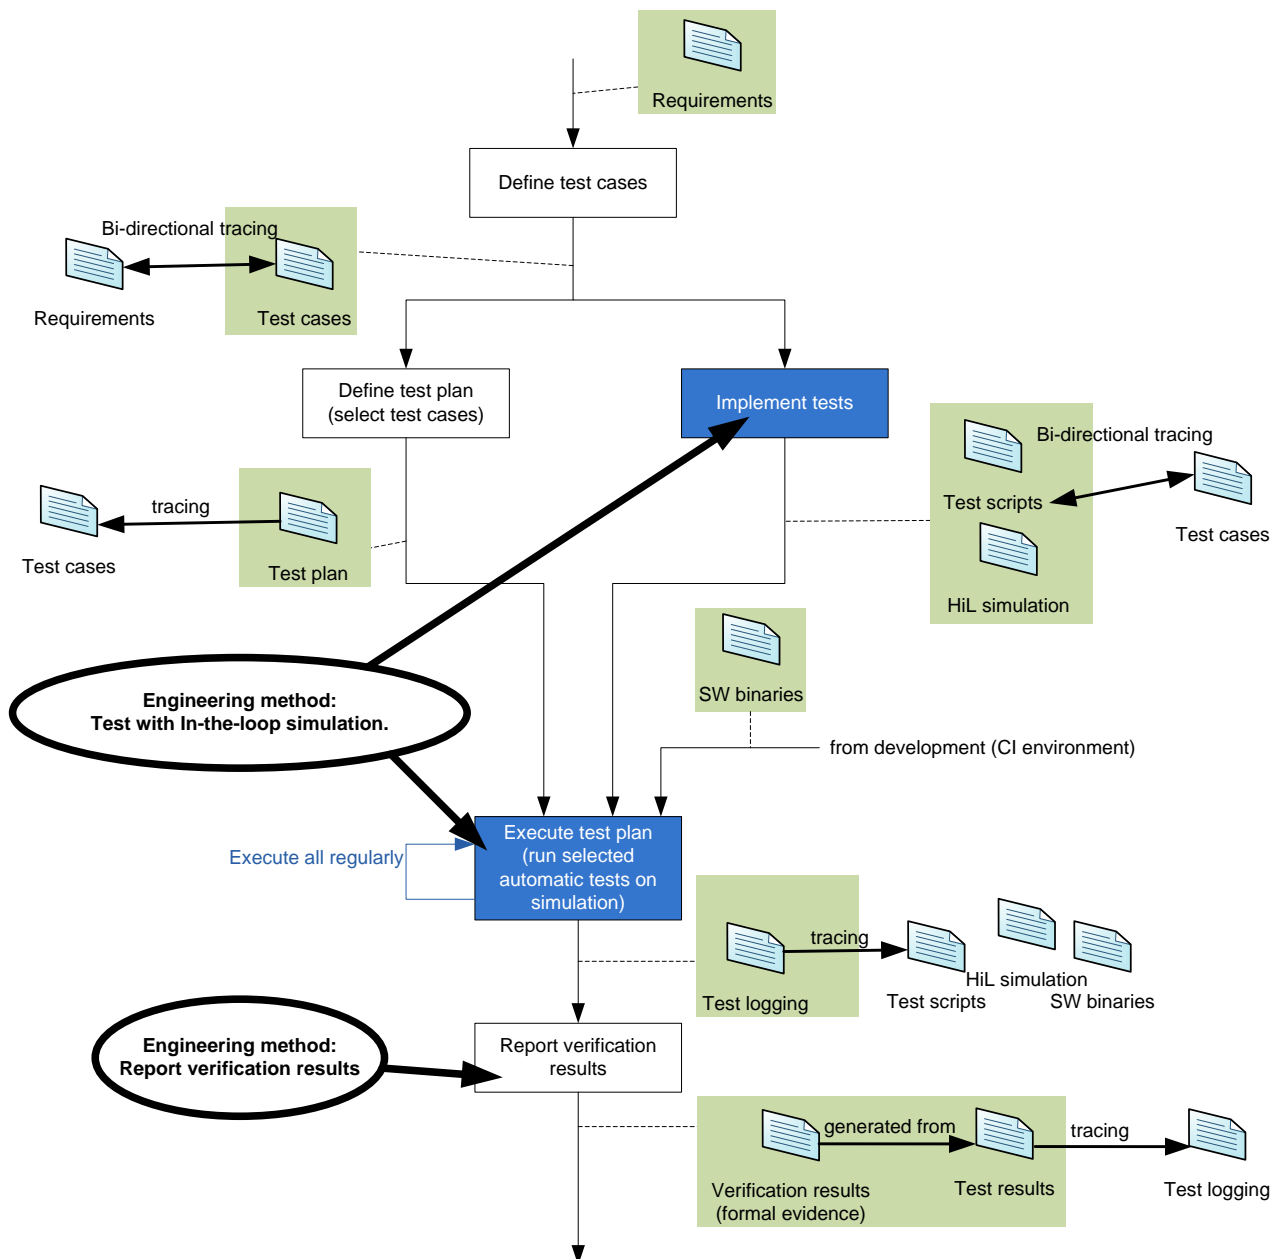 Requirements
Define test cases
Bi-directional tracing
Requirements
Test cases
Define test plan
(select test cases)
Implement tests
Bi-directional tracing
Test scripts
Test cases
HiL simulation
tracing
Test cases
Test plan
SW binaries
Engineering method:
Test with In-the-loop simulation.
from development (CI environment)
Execute all regularly
Execute test plan
(run selected
automatic tests on
simulation)
tracing
Test logging
Test scripts
HiL simulation
SW binaries
Engineering method:
Report verification results
Report verification
results
generated from
tracing
Verification results
(formal evidence)
Test results
Test logging